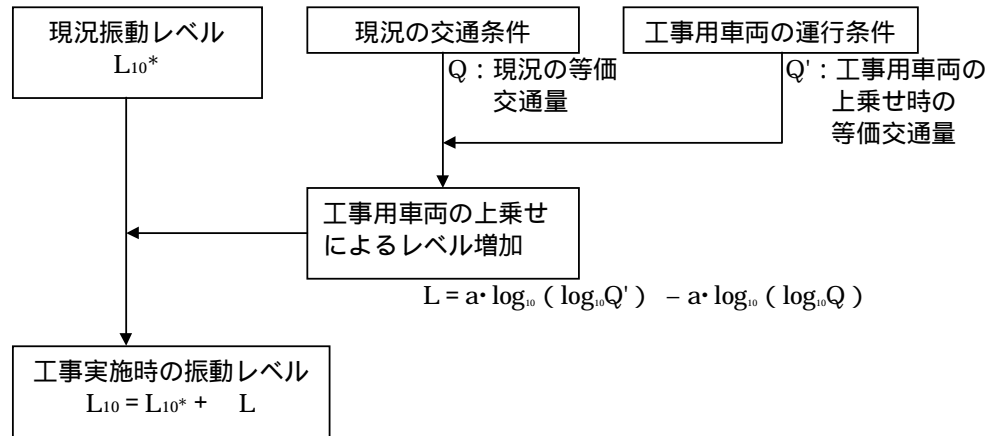 現況振動レベル
L10*
現況の交通条件
工事用車両の運行条件
Q：現況の等価
交通量
Q'：工事用車両の
上乗せ時の
等価交通量
工事用車両の上乗せ
によるレベル増加
L = a・log10（log10Q'） – a・log10（log10Q）
工事実施時の振動レベル
L10 = L10* + L